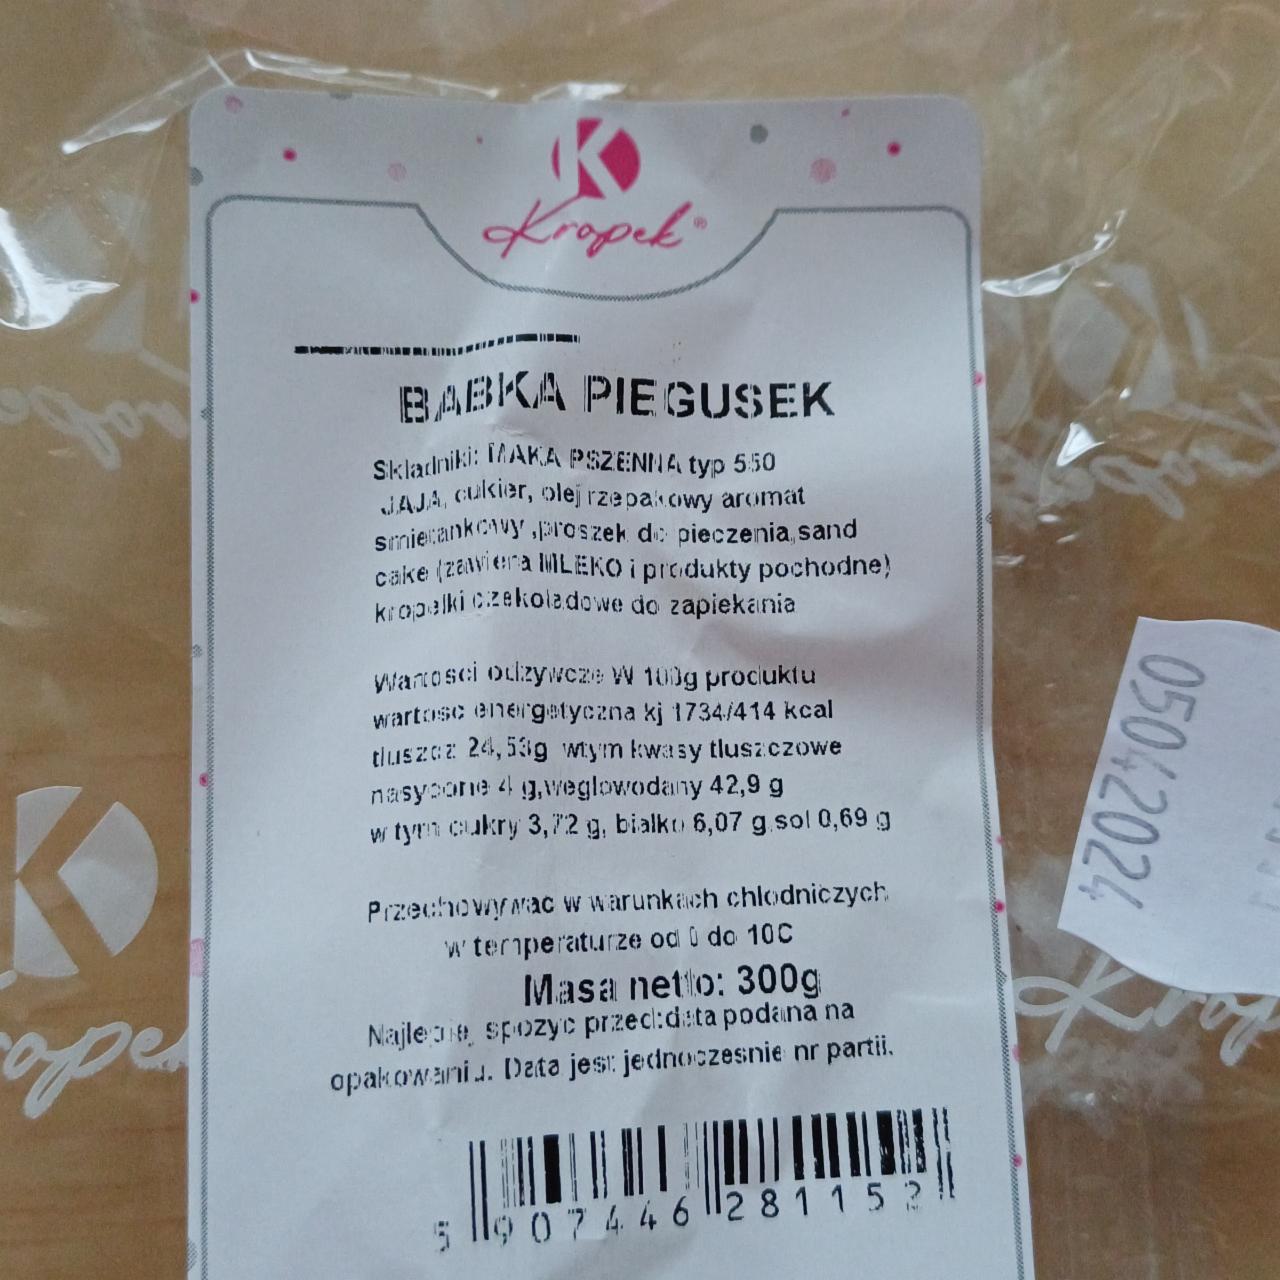 K
Kropek®
BABKA PIEGUSEK
Skladniki: MAKA PSZENNA typ 550
JAJA, cukier, olej rzepakowy aromat
smietankowy ,proszek do pieczenia,sand
cake (zawiera MLEKO i produkty pochodne)
kropelki czekoladowe do zapiekania
Wartosci odzywcze W 100g produktu
wartosc energetyczna kj 1734/414 kcal
tluszcz 24,53g wtym kwasy tluszczowe
nasycone 4 g,weglowodany 42,9 g
w tym cukry 3,72 g, bialko 6,07 g,sol 0,69 g
Przechowywac w warunkach chlodniczych
w temperaturze od 0 do 10C
Masa netto: 300g
Najlepie, spozyc przed:data podana na
opakowaniu. Data jest jednoczesnie nr partii.
5 907446 281152
05042024
K
Kropek